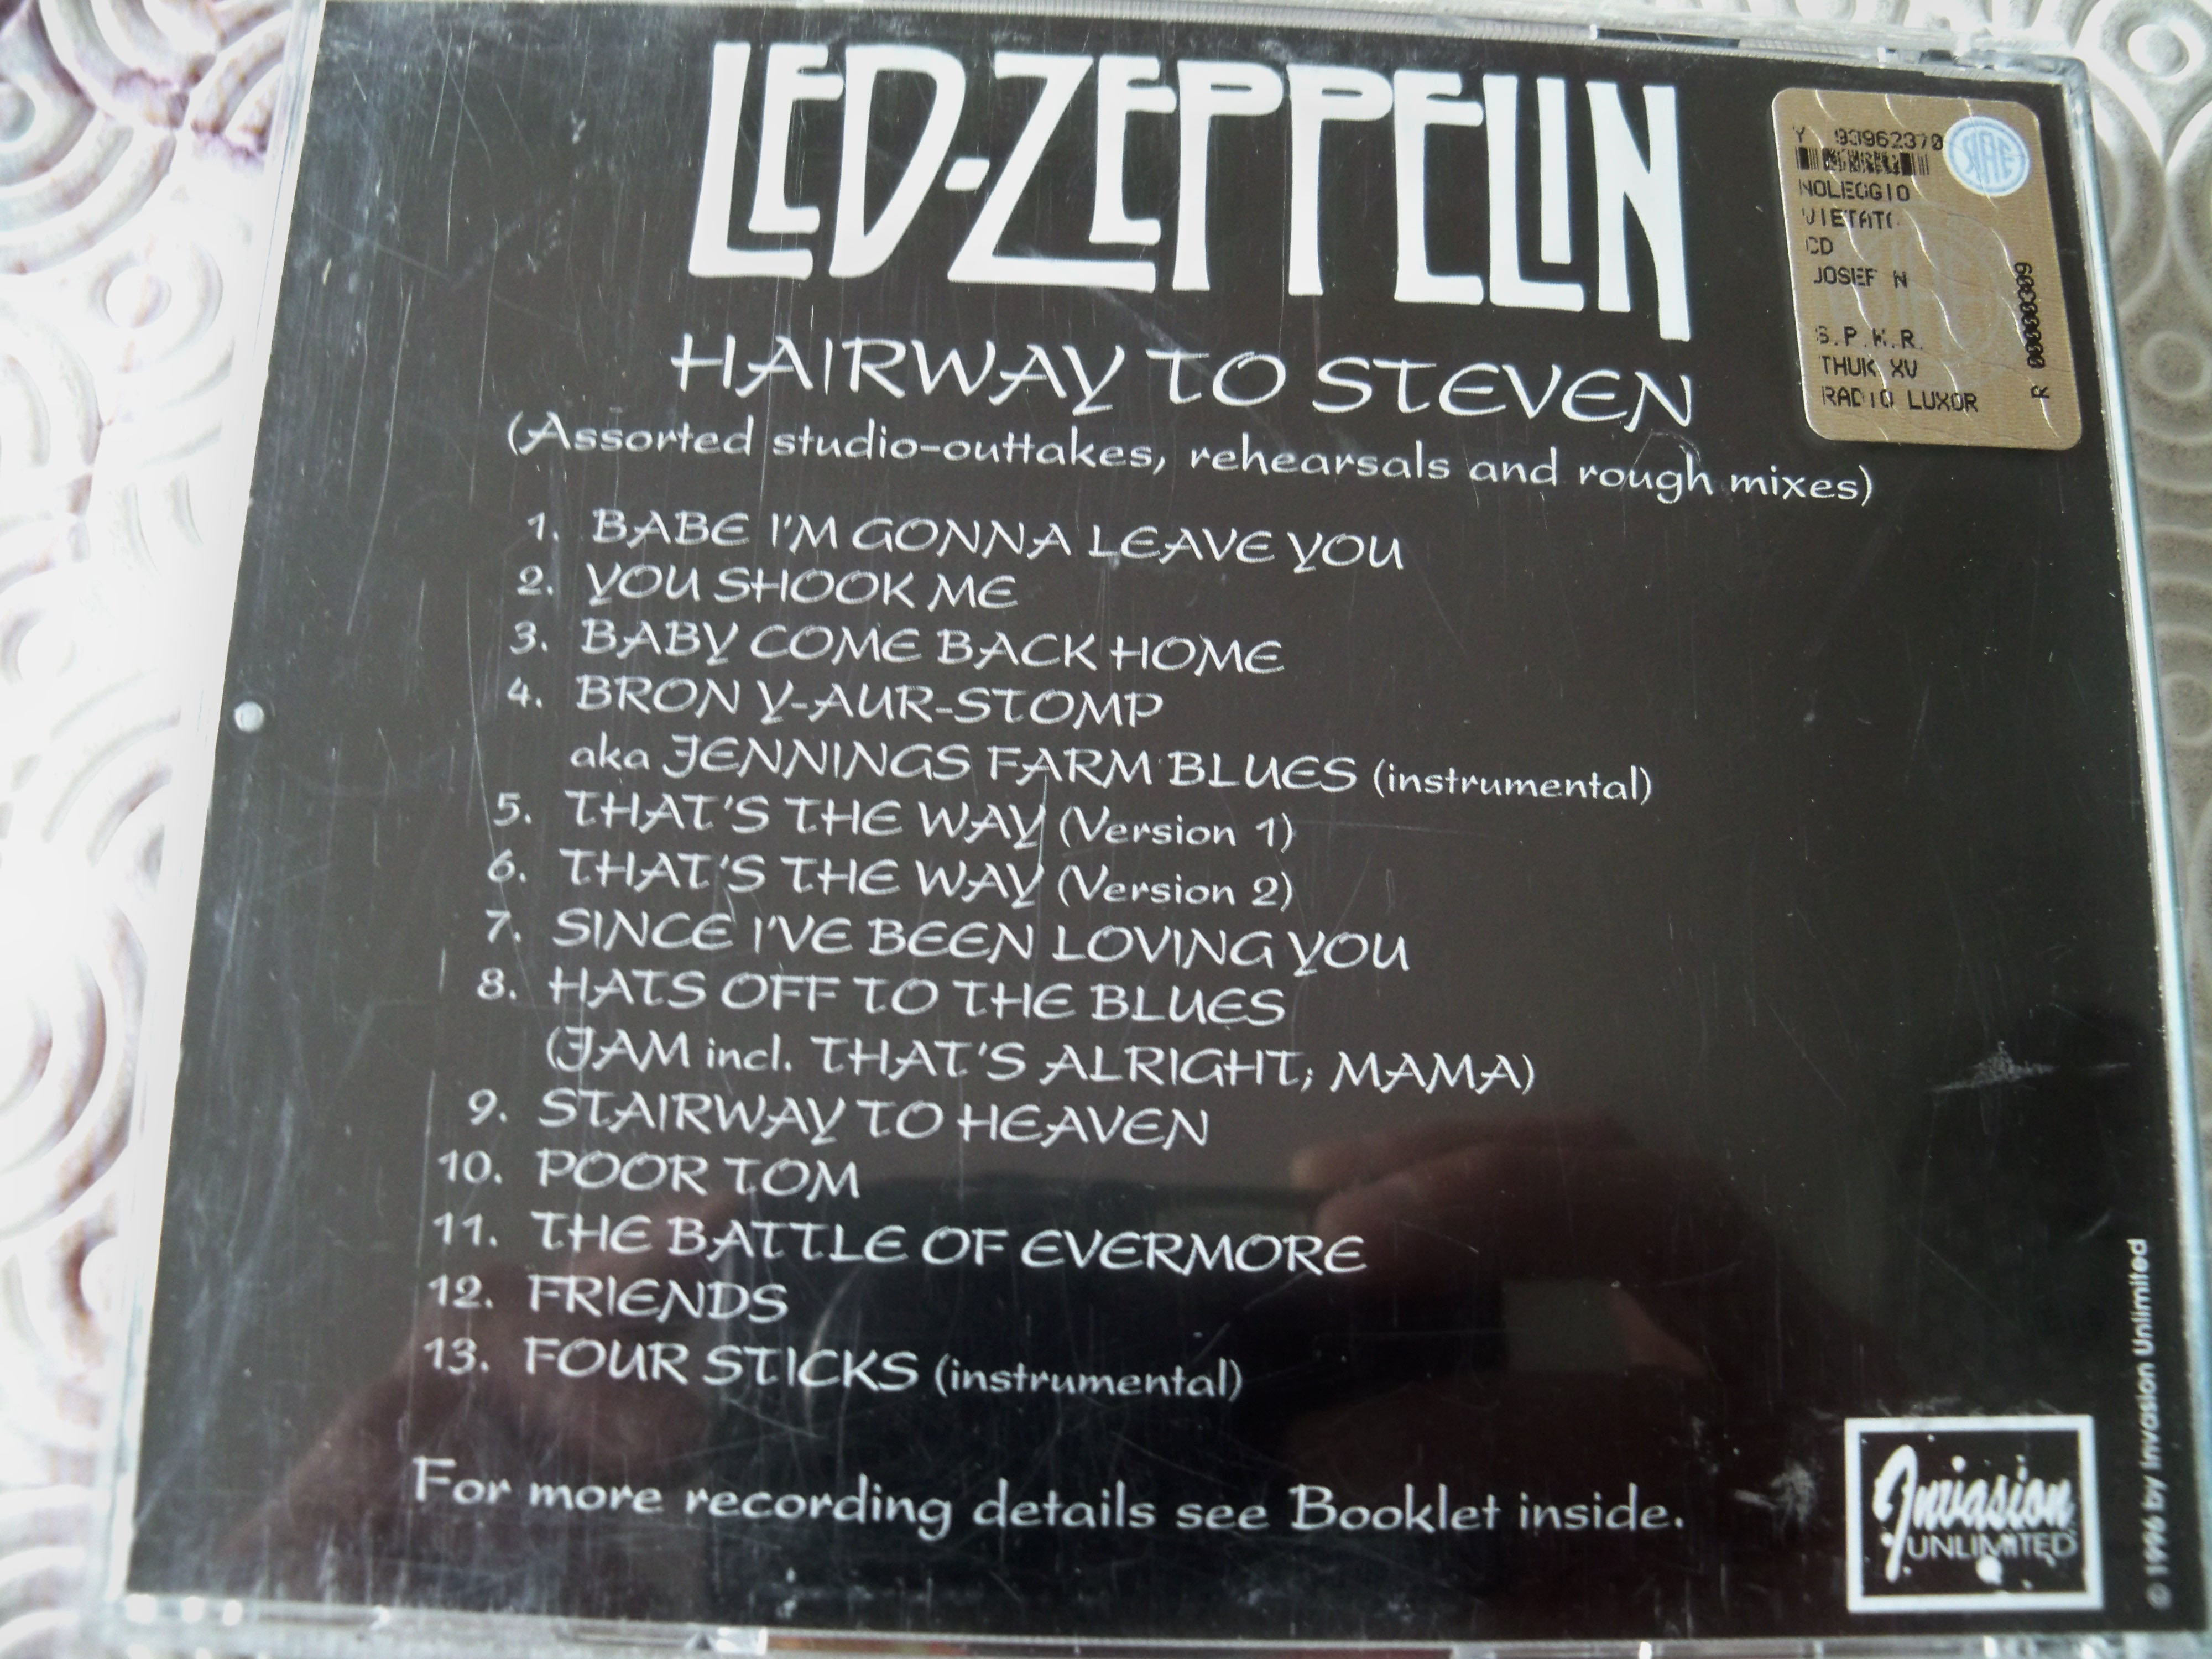 LED-ZEPPELIN
HAIRWAY TO STEVEN
(Assorted studio-outtakes, rehearsals and rough mixes)
1. BABE I'M GONNA LEAVE YOU
2. YOU SHOOK ME
3. BABY COME BACK HOME
4. BRON Y-AUR-STOMP
aka JENNINGS FARM BLUES (instrumental)
5. THAT'S THE WAY (Version 1)
6. THAT'S THE WAY (Version 2)
7. SINCE I'VE BEEN LOVING YOU
8. HATS OFF TO THE BLUES
(JAM incl. THAT'S ALRIGHT; MAMA)
9. STAIRWAY TO HEAVEN
10. POOR TOM
11. THE BATTLE OF EVERMORE
12. FRIENDS
13. FOUR STICKS (instrumental)
For more recording details see Booklet inside.
Y 93962370
SIAE
NOLEGGIO
VIETATO
CD
JOSEF N
S.P.K.R.
THUK XV
RADIO LUXOR
R 00000309
Invasion
UNLIMITED
© 1996 by Invasion Unlimited